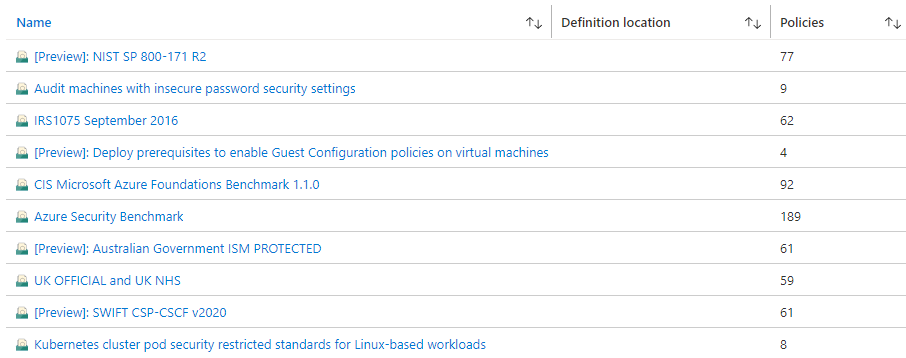 Name Definition location Policies
[Preview]: NIST SP 800-171 R2 77
Audit machines with insecure password security settings 9
IRS1075 September 2016 62
[Preview]: Deploy prerequisites to enable Guest Configuration policies on virtual machines 4
CIS Microsoft Azure Foundations Benchmark 1.1.0 92
Azure Security Benchmark 189
[Preview]: Australian Government ISM PROTECTED 61
UK OFFICIAL and UK NHS 59
[Preview]: SWIFT CSP-CSCF v2020 61
Kubernetes cluster pod security restricted standards for Linux-based workloads 8